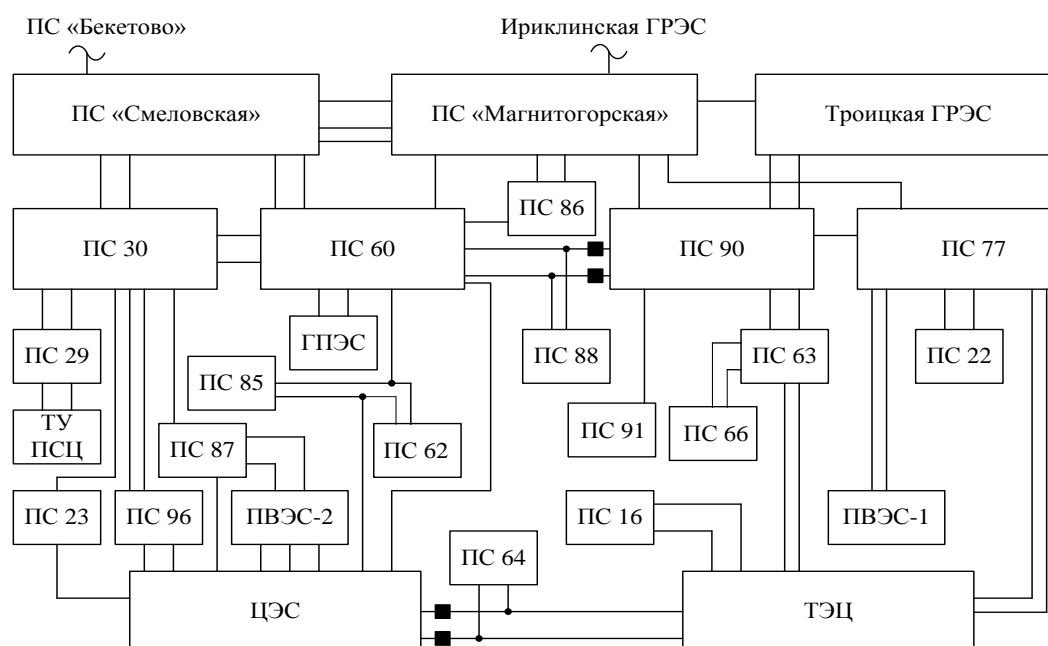 ПС «Бекетово»
Ириклинская ГРЭС
ПС «Смеловская»
ПС «Магнитогорская»
Троицкая ГРЭС
ПС 86
ПС 30
ПС 60
ПС 90
ПС 77
ГПЭС
ПС 29
ПС 88
ПС 63
ПС 22
ПС 85
ТУ
ПСЦ
ПС 87
ПС 62
ПС 91
ПС 66
ПС 23
ПС 96
ПВЭС-2
ПС 16
ПВЭС-1
ПС 64
ЦЭС
ТЭЦ